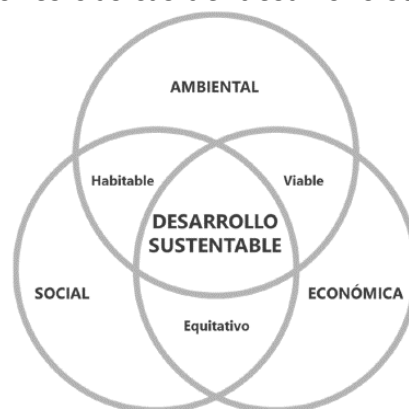 AMBIENTAL
Habitable
Viable
DESARROLLO
SUSTENTABLE
SOCIAL
ECONÓMICA
Equitativo